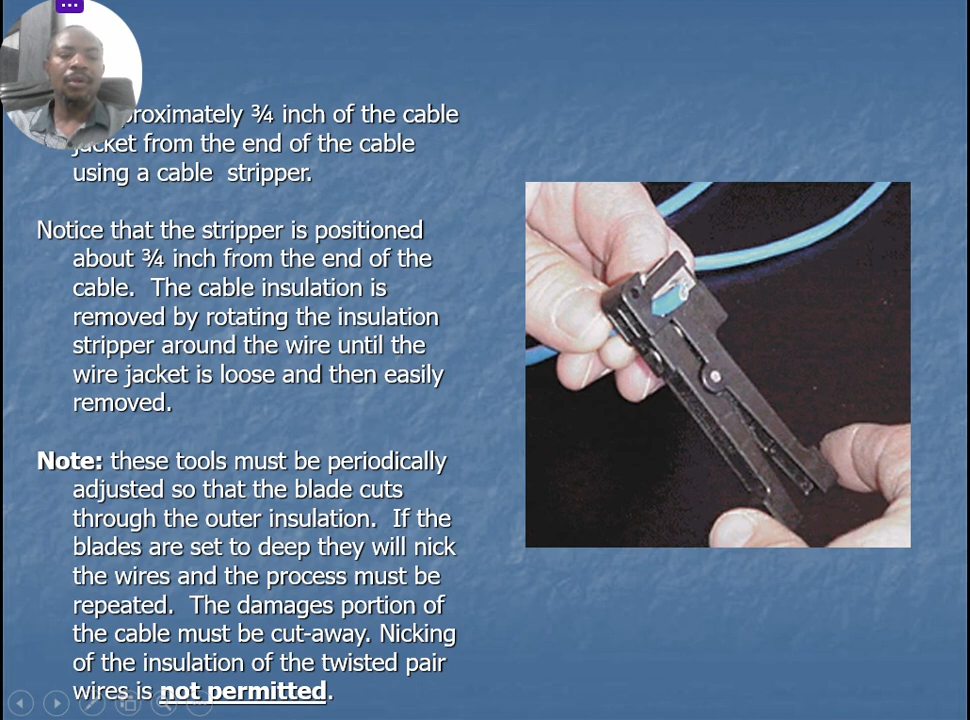 proximately ¾ inch of the cable
jacket from the end of the cable
using a cable stripper.
Notice that the stripper is positioned
about ¾ inch from the end of the
cable. The cable insulation is
removed by rotating the insulation
stripper around the wire until the
wire jacket is loose and then easily
removed.
Note: these tools must be periodically
adjusted so that the blade cuts
through the outer insulation. If the
blades are set to deep they will nick
the wires and the process must be
repeated. The damages portion of
the cable must be cut-away. Nicking
of the insulation of the twisted pair
wires is not permitted.